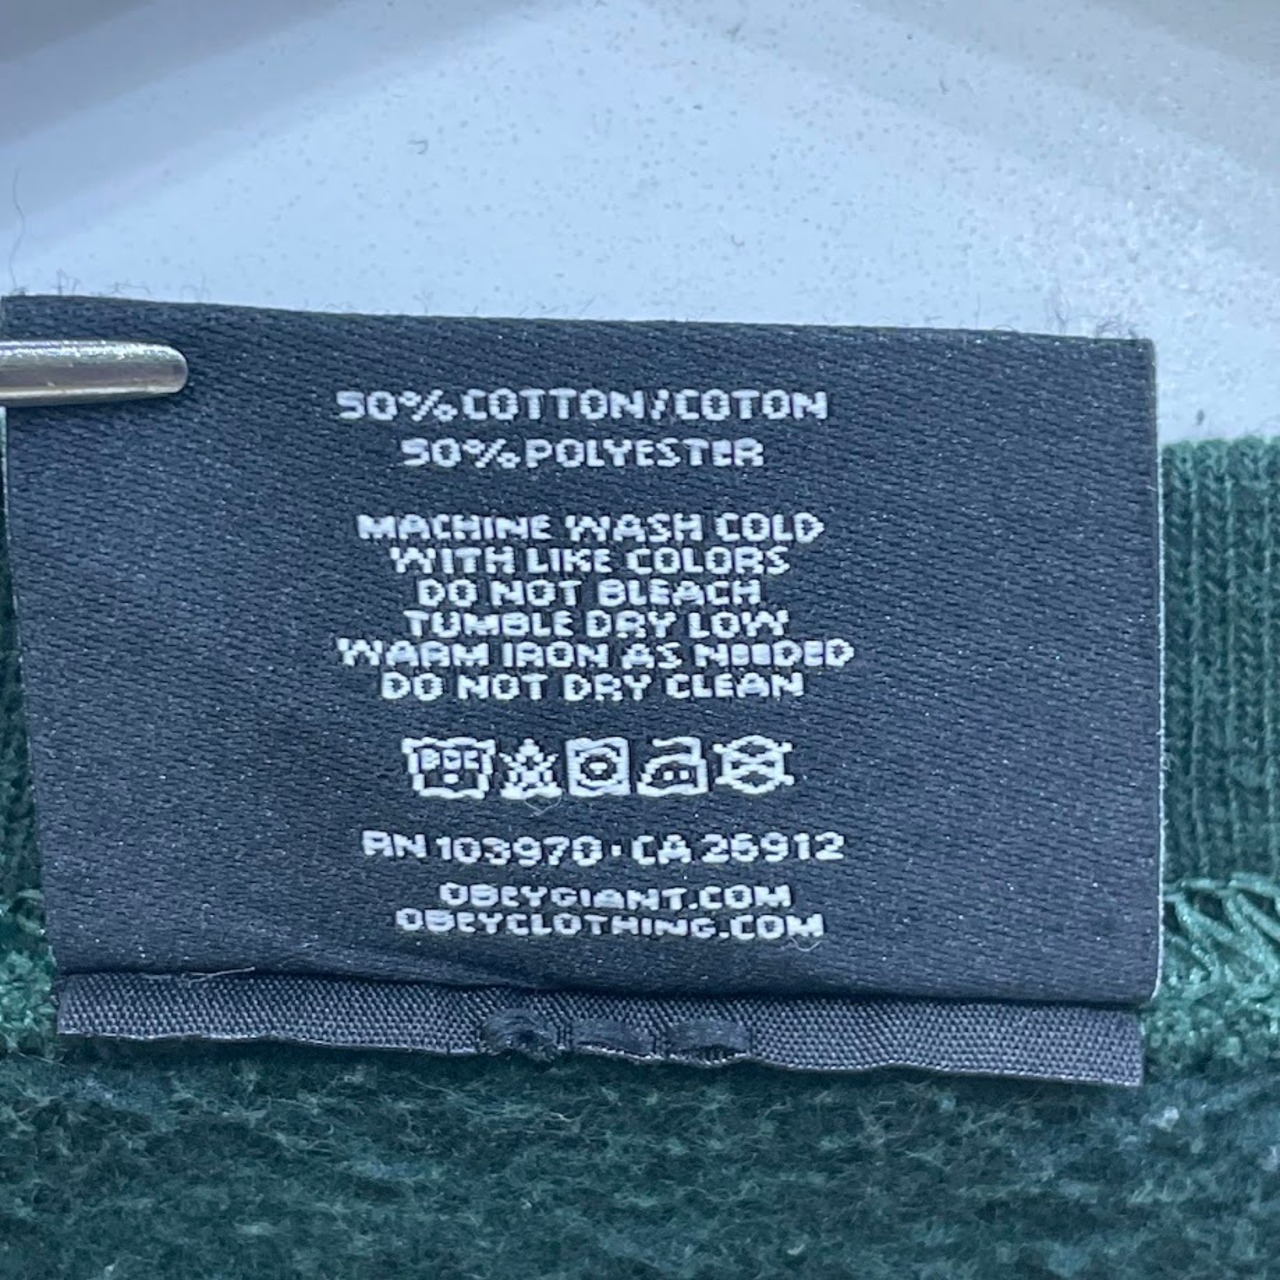 50% COTTON/COTON
50% POLYESTER
MACHINE WASH COLD
WITH LIKE COLORS
DO NOT BLEACH
TUMBLE DRY LOW
WARM IRON AS NEEDED
DO NOT DRY CLEAN
RN 103970 · CA 25912
OBEYGIANT.COM
OBEYCLOTHING.COM